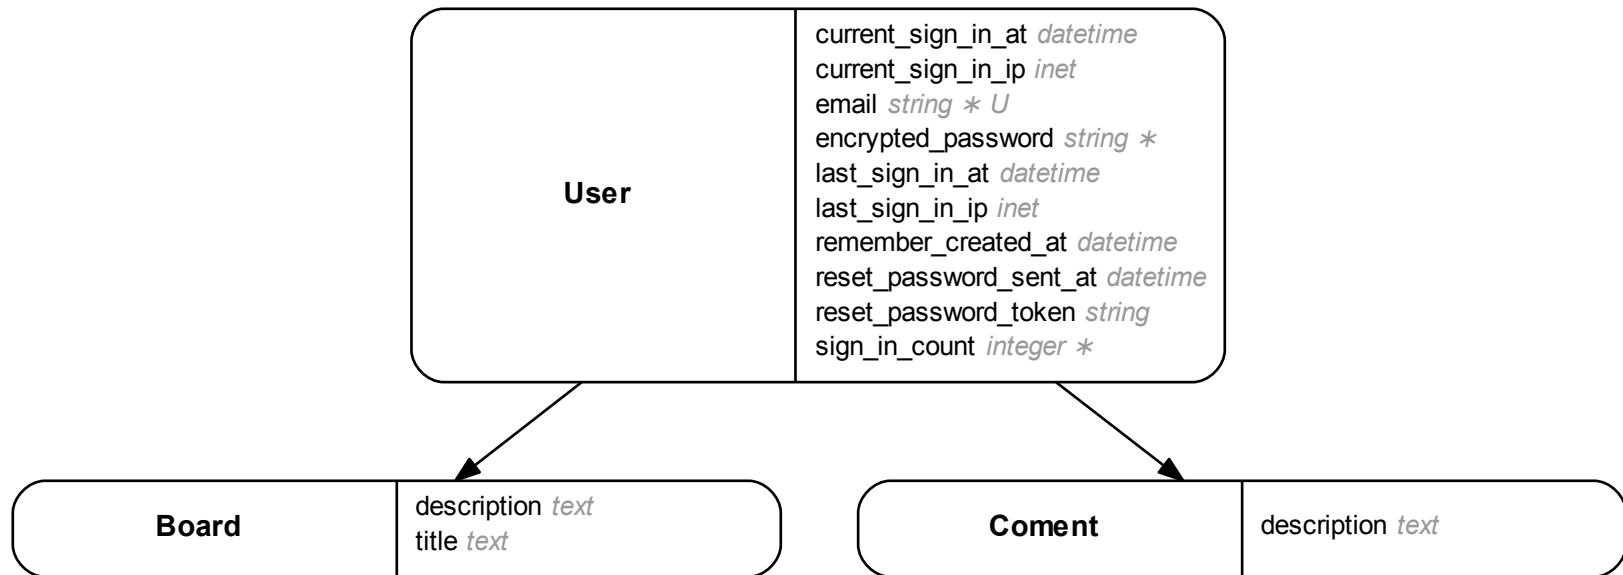 User
current_sign_in_at datetime
current_sign_in_ip inet
email string ∗ U
encrypted_password string ∗
last_sign_in_at datetime
last_sign_in_ip inet
remember_created_at datetime
reset_password_sent_at datetime
reset_password_token string
sign_in_count integer ∗
Board
description text
title text
Coment
description text